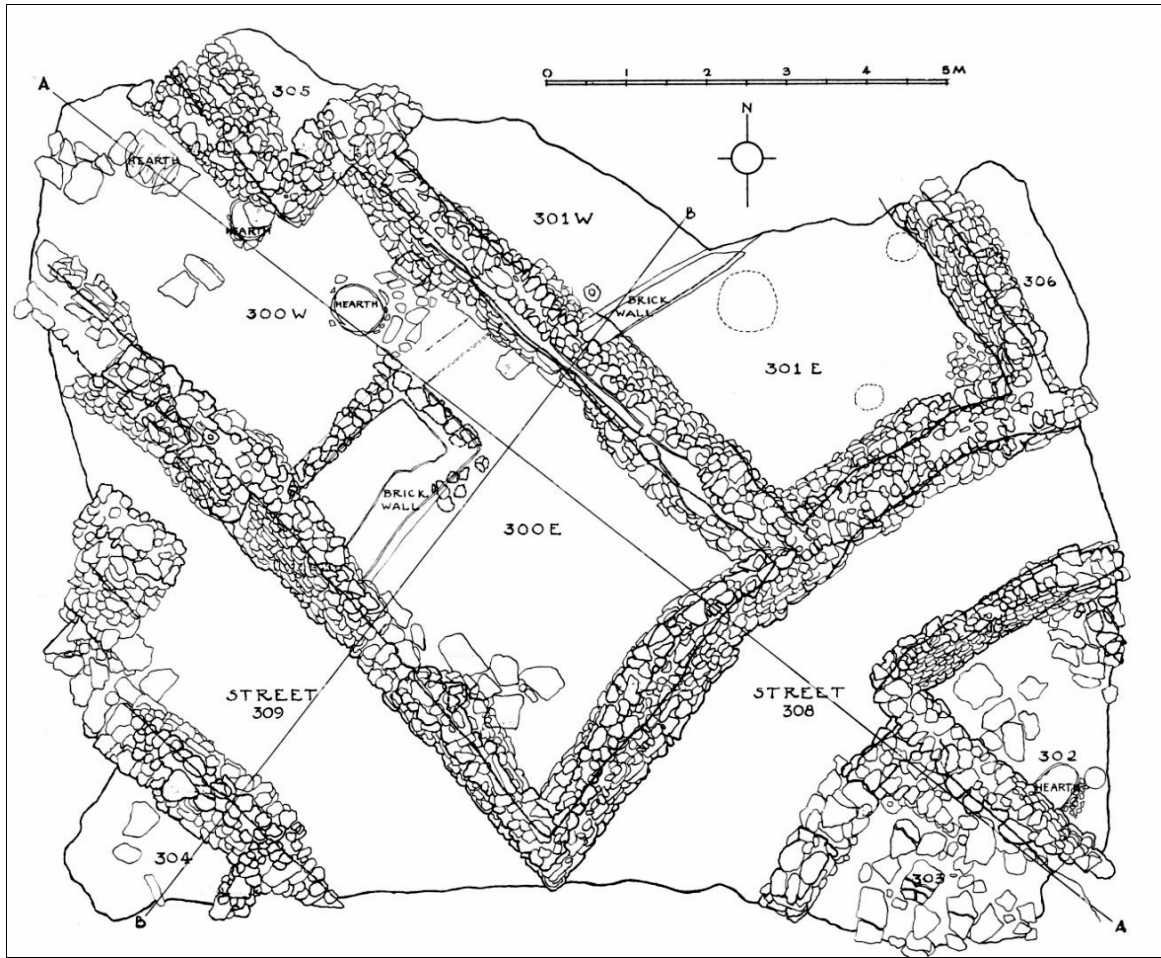 A
305
0 1 2 3 4 5M
N
HEARTH
HEARTH
301 W
B
306
300 W
HEARTH
BRICK
WALL
301 E
BRICK
WALL
300 E
STREET
309
STREET
308
302
HEARTH
304
303
B
A